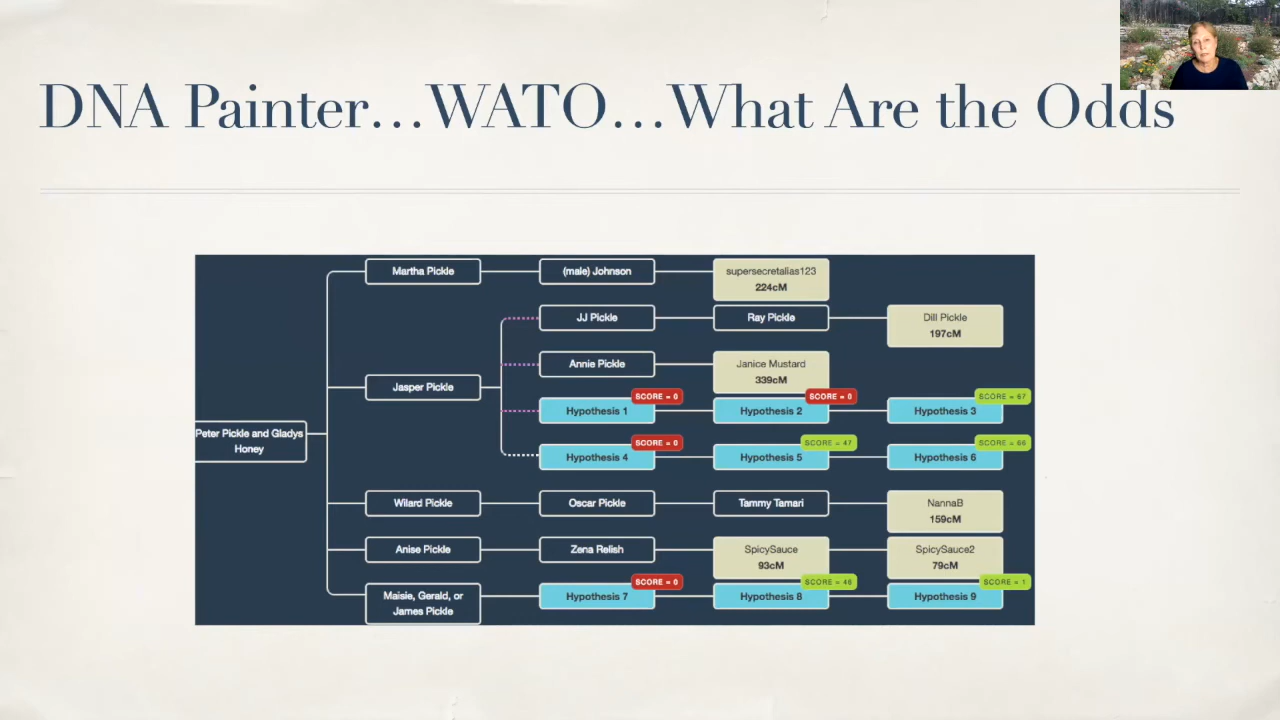 DNA Painter...WATO...What Are the Odds
Martha Pickle
(male) Johnson
supersecretalias123
224cM
JJ Pickle
Ray Pickle
Dill Pickle
197cM
Annie Pickle
Janice Mustard
339cM
Jasper Pickle
SCORE = 0
SCORE = 0
SCORE = 67
Hypothesis 1
Hypothesis 2
Hypothesis 3
Peter Pickle and Gladys
Honey
SCORE = 0
SCORE = 47
SCORE = 66
Hypothesis 4
Hypothesis 5
Hypothesis 6
Wilard Pickle
Oscar Pickle
Tammy Tamari
NannaB
159cM
Anise Pickle
Zena Relish
SpicySauce
93cM
SpicySauce2
79cM
Maisie, Gerald, or
James Pickle
SCORE = 0
SCORE = 46
SCORE = 1
Hypothesis 7
Hypothesis 8
Hypothesis 9